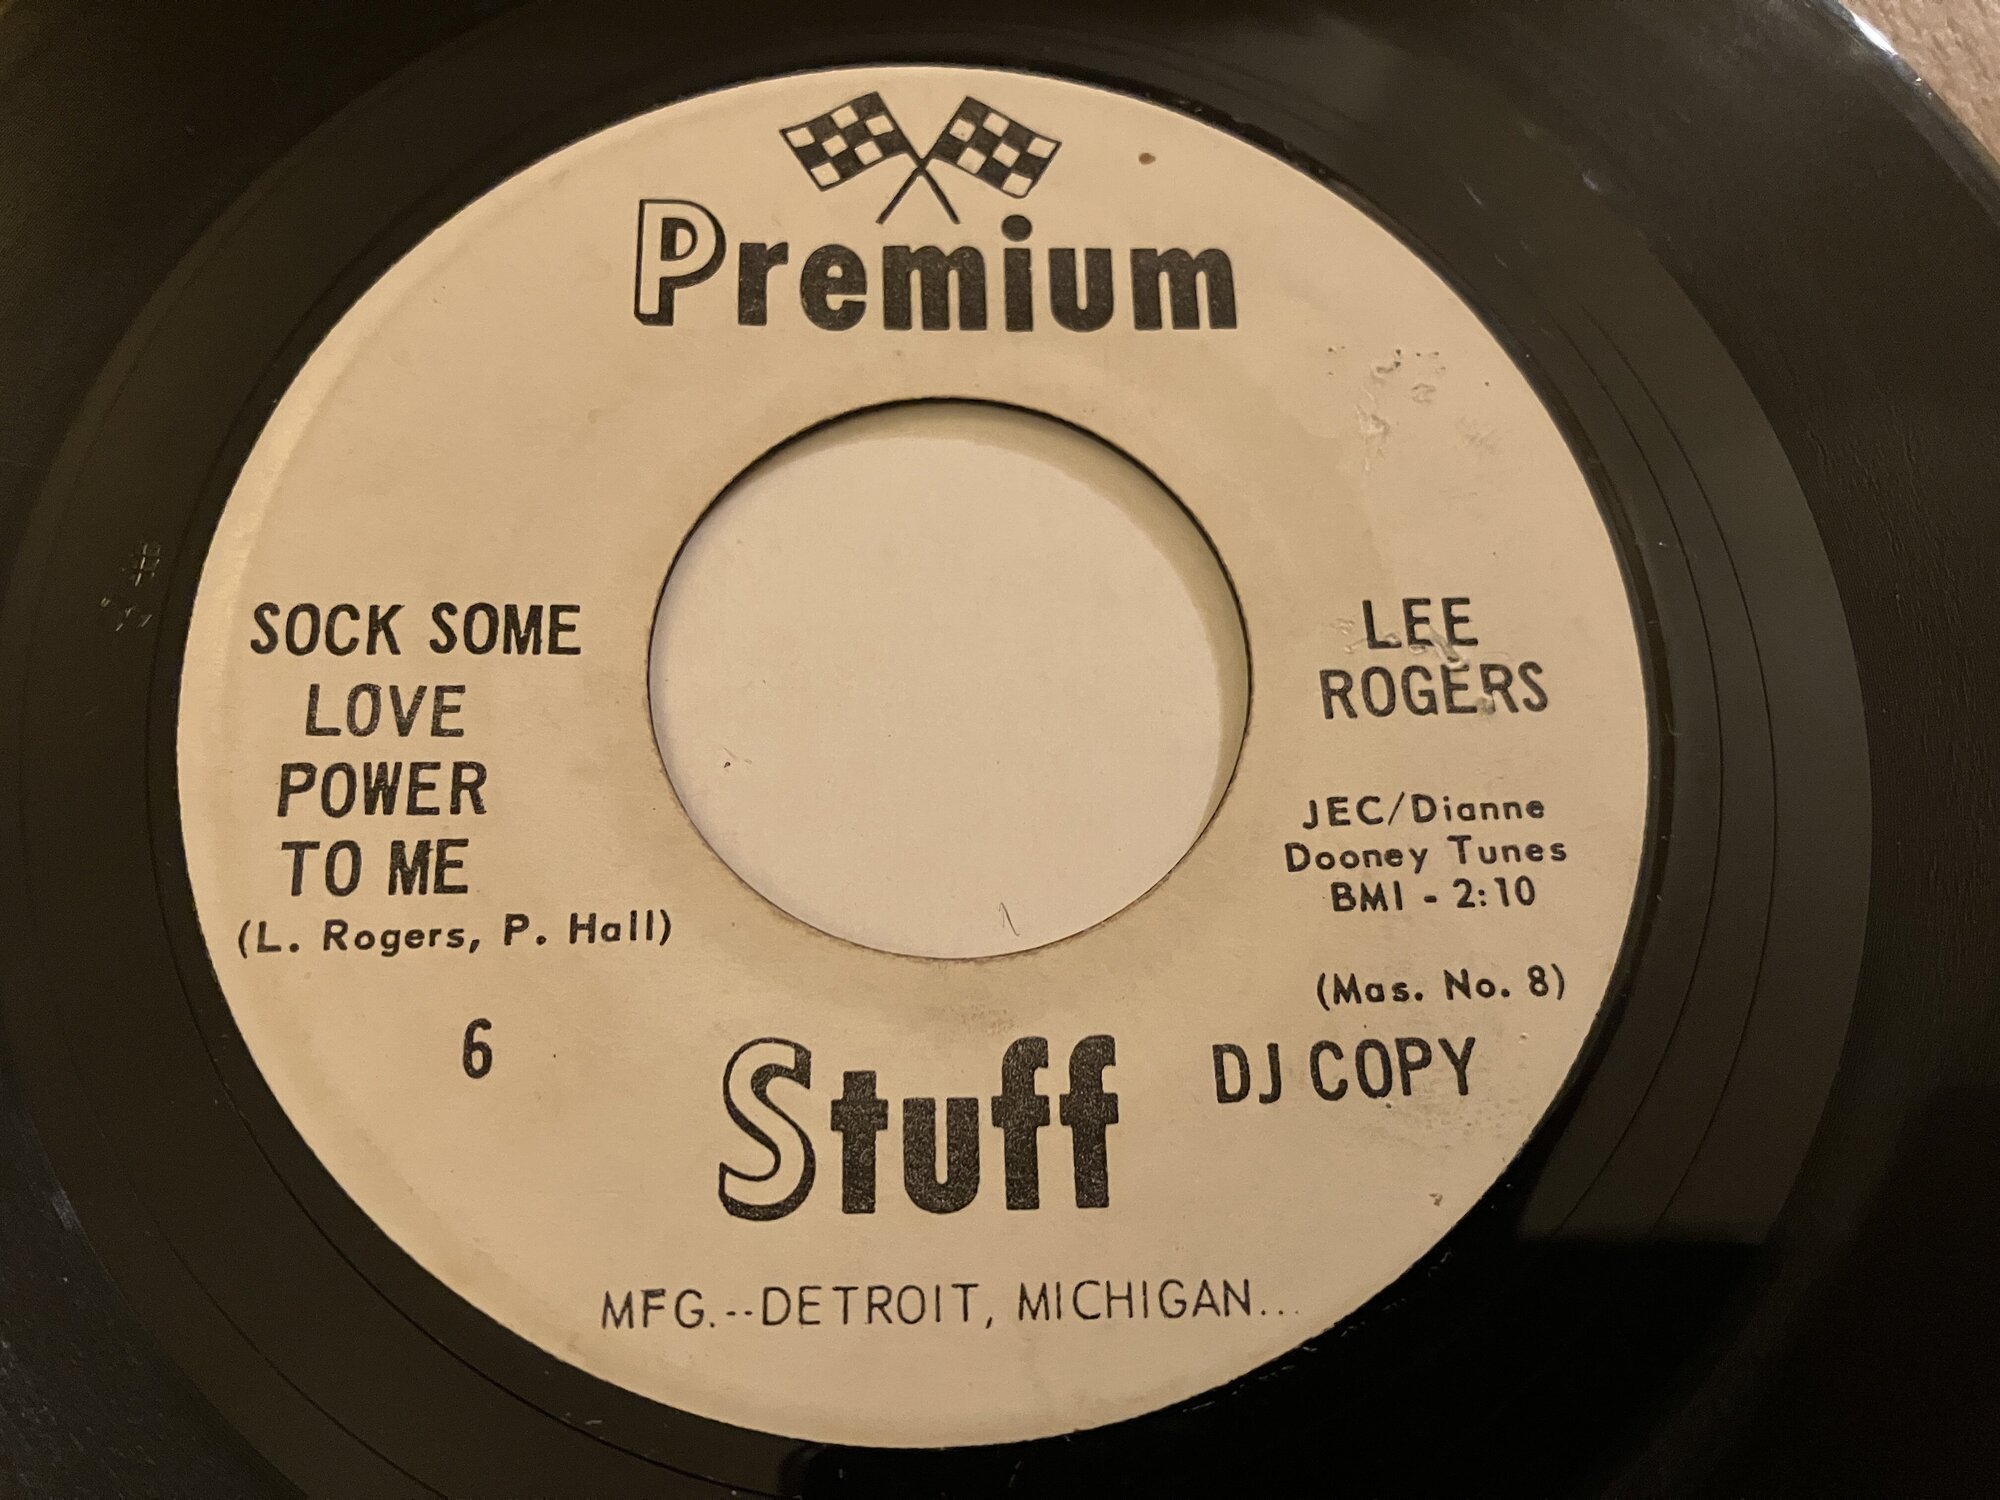 Premium
SOCK SOME
LOVE
POWER
TO ME
(L. Rogers, P. Hall)
6
LEE
ROGERS
JEC/Dianne
Dooney Tunes
BMI - 2:10
(Mas. No. 8)
DJ COPY
Stuff
MFG.--DETROIT, MICHIGAN...